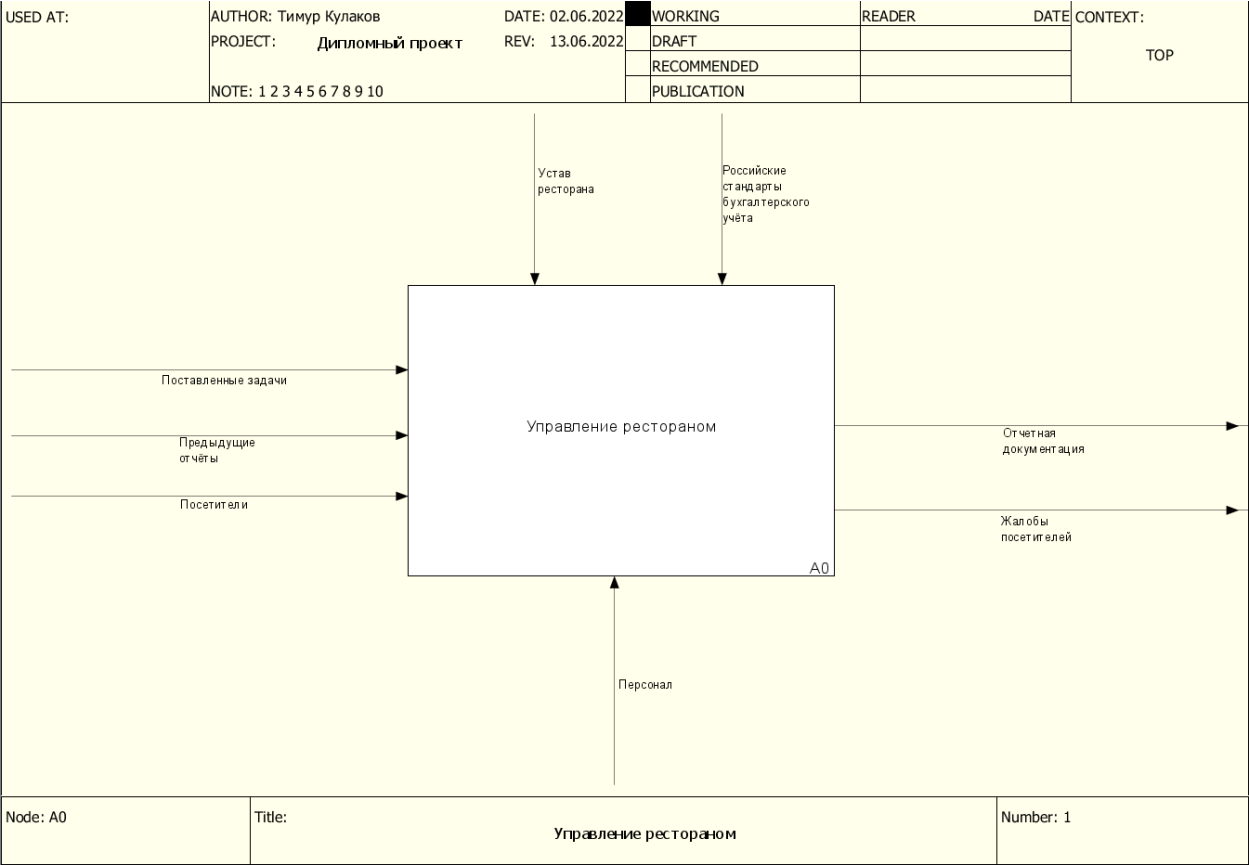 USED AT:
AUTHOR: Тимур Кулаков
DATE: 02.06.2022
WORKING
READER
DATE
CONTEXT:
PROJECT:
Дипломный проект
REV:
13.06.2022
DRAFT
TOP
RECOMMENDED
NOTE: 1 2 3 4 5 6 7 8 9 10
PUBLICATION
Устав
ресторана
Российские
стандарты
бухгалтерского
учёта
Поставленные задачи
Предыдущие
отчёты
Посетители
Управление рестораном
A0
Отчетная
документация
Жалобы
посетителей
Персонал
Node: A0
Title:
Управление рестораном
Number: 1